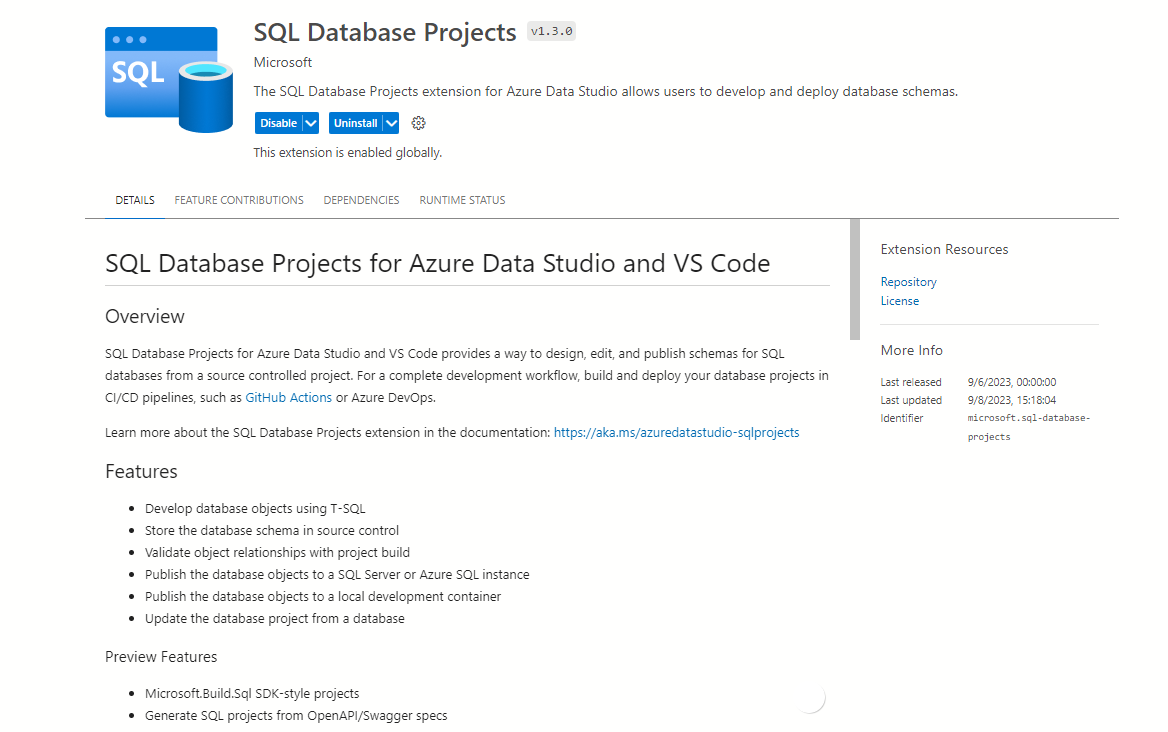 SQL
SQL Database Projects v1.3.0
Microsoft
The SQL Database Projects extension for Azure Data Studio allows users to develop and deploy database schemas.
Disable Uninstall
This extension is enabled globally.
DETAILS FEATURE CONTRIBUTIONS DEPENDENCIES RUNTIME STATUS
SQL Database Projects for Azure Data Studio and VS Code
Overview
SQL Database Projects for Azure Data Studio and VS Code provides a way to design, edit, and publish schemas for SQL
databases from a source controlled project. For a complete development workflow, build and deploy your database projects in
CI/CD pipelines, such as GitHub Actions or Azure DevOps.
Learn more about the SQL Database Projects extension in the documentation: https://aka.ms/azuredatastudio-sqlprojects
Features
• Develop database objects using T-SQL
• Store the database schema in source control
• Validate object relationships with project build
• Publish the database objects to a SQL Server or Azure SQL instance
• Publish the database objects to a local development container
• Update the database project from a database
Preview Features
• Microsoft.Build.Sql SDK-style projects
• Generate SQL projects from OpenAPI/Swagger specs
Extension Resources
Repository
License
More Info
Last released 9/6/2023, 00:00:00
Last updated 9/8/2023, 15:18:04
Identifier microsoft.sql-database-
projects